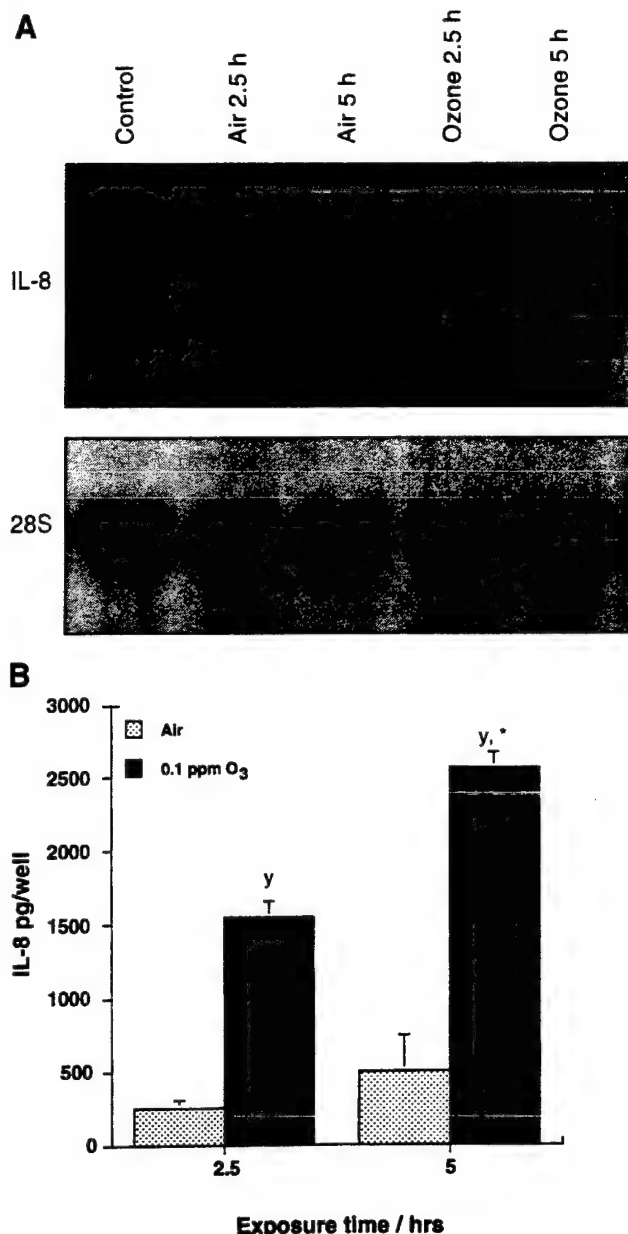 A
Control
Air 2.5 h
Air 5 h
Ozone 2.5 h
Ozone 5 h
IL-8
28S
B
3000
2500
2000
1500
1000
500
0
IL-8 pg/well
Air
0.1 ppm O₃
y
y, *
2.5
5
Exposure time / hrs